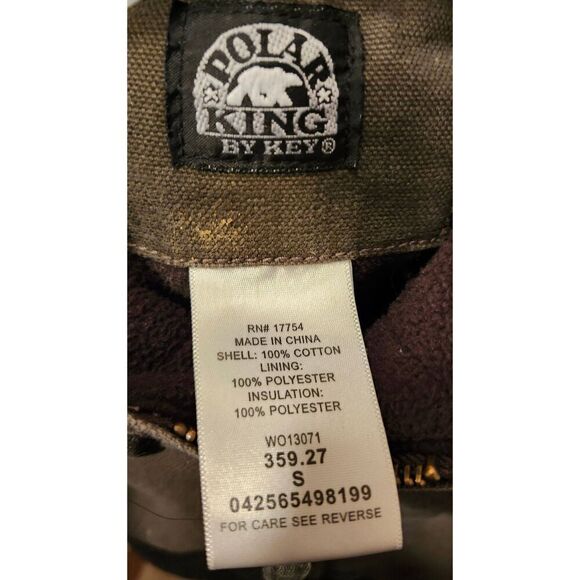 POLAR
KING
BY KEY®
RN# 17754
MADE IN CHINA
SHELL: 100% COTTON
LINING:
100% POLYESTER
INSULATION:
100% POLYESTER
WO13071
359.27
S
042565498199
FOR CARE SEE REVERSE